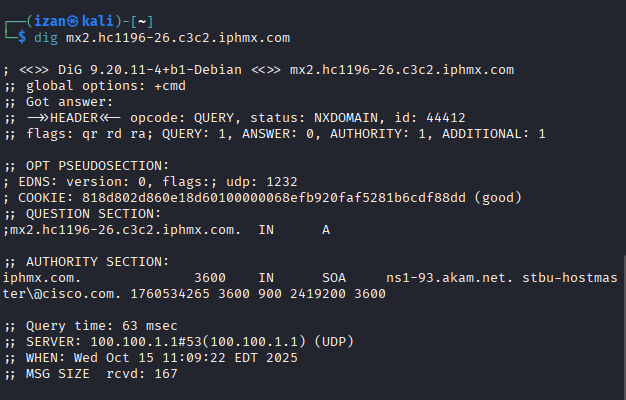 ┌──(izan㉿kali)-[~]
└─$ dig mx2.hc1196-26.c3c2.iphmx.com
; <<>> DiG 9.20.11-4+b1-Debian <<>> mx2.hc1196-26.c3c2.iphmx.com
;; global options: +cmd
;; Got answer:
;; ->>HEADER<<- opcode: QUERY, status: NXDOMAIN, id: 44412
;; flags: qr rd ra; QUERY: 1, ANSWER: 0, AUTHORITY: 1, ADDITIONAL: 1
;; OPT PSEUDOSECTION:
; EDNS: version: 0, flags:; udp: 1232
; COOKIE: 818d802d860e18d60100000068efb920faf5281b6cdf88dd (good)
;; QUESTION SECTION:
;mx2.hc1196-26.c3c2.iphmx.com. IN A
;; AUTHORITY SECTION:
iphmx.com. 3600 IN SOA ns1-93.akam.net. stbu-hostmas
ter\@cisco.com. 1760534265 3600 900 2419200 3600
;; Query time: 63 msec
;; SERVER: 100.100.1.1#53(100.100.1.1) (UDP)
;; WHEN: Wed Oct 15 11:09:22 EDT 2025
;; MSG SIZE rcvd: 167